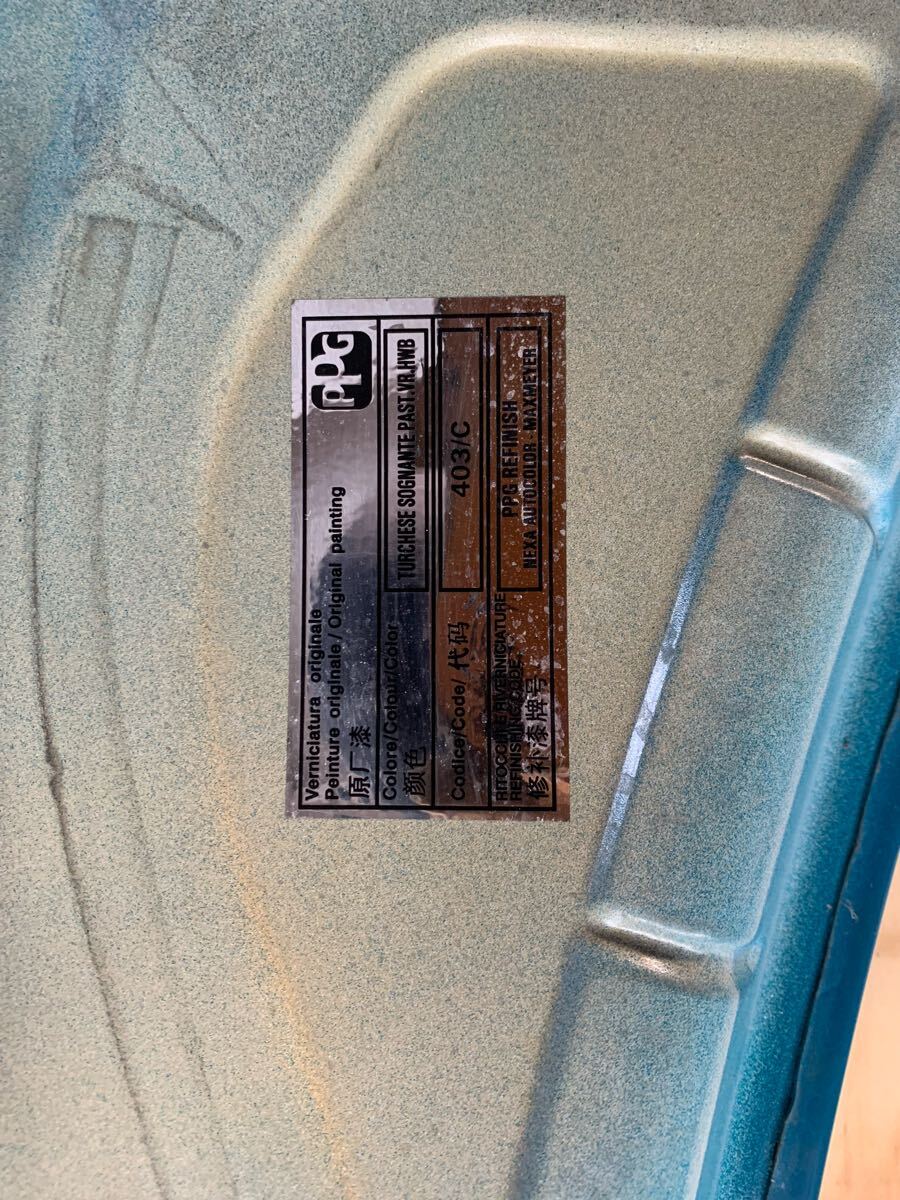 PPG
Verniciatura originale
Peinture originale / Original painting
原厂漆
Colore/Colour/Color
颜色
TURCHESE SOGNANTE PAST.VR.HWB
Codice/Code/代码
403/C
RITOCCO E RIVERNICIATURE
REFINISHING CODE
修补漆牌号
PPG REFINISH
NEXA AUTOCOLOR - MAXMEYER